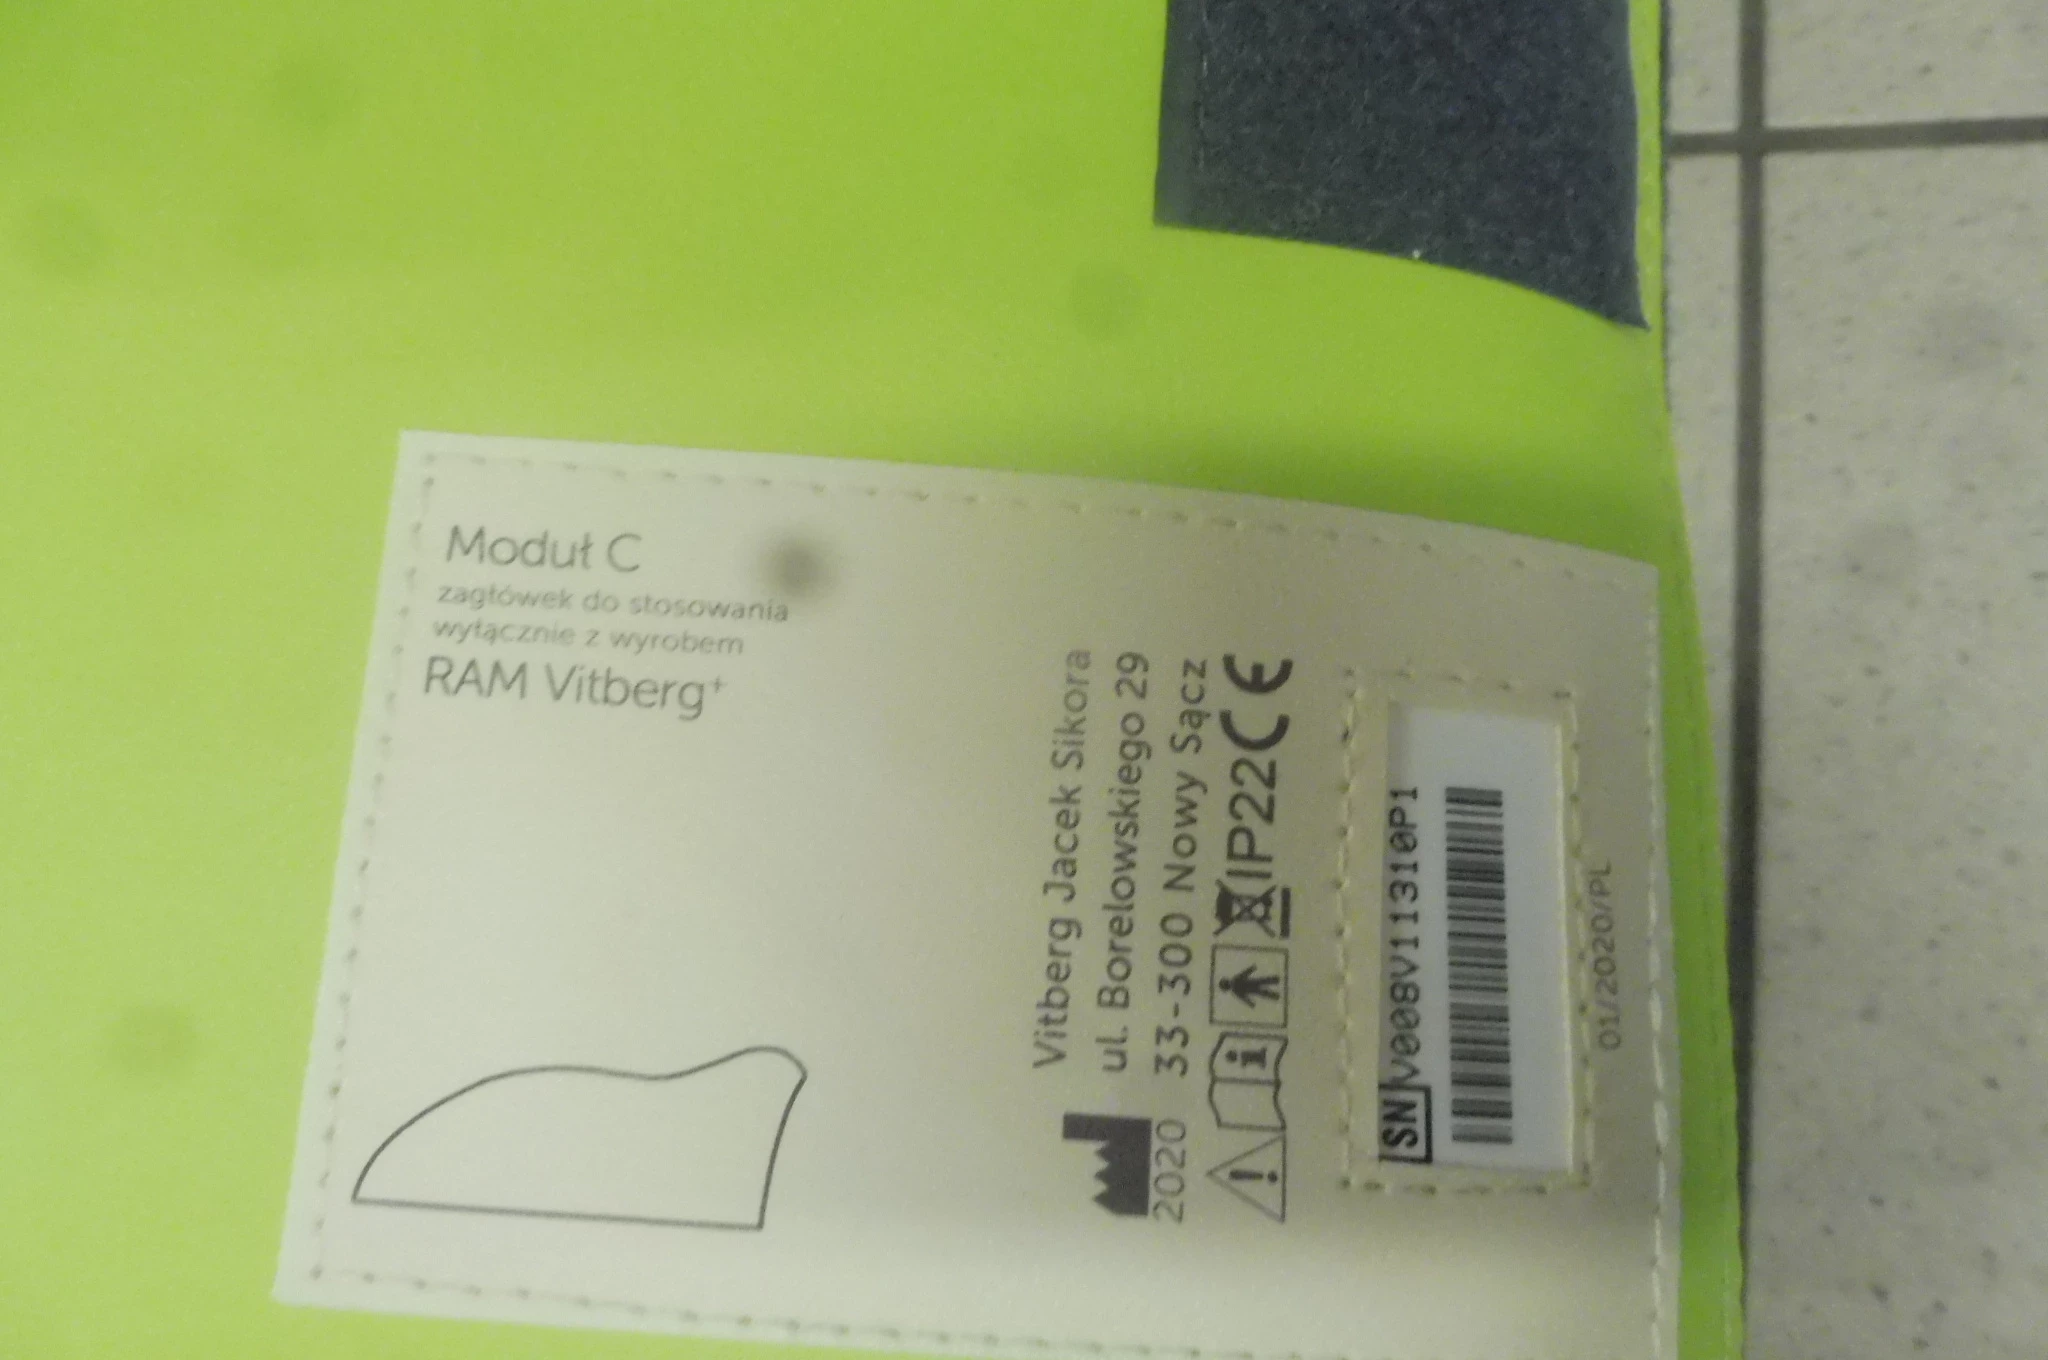 Moduł C
zagłówek do stosowania
wyłącznie z wyrobem
RAM Vitberg+
Vitberg Jacek Sikora
ul. Borelowskiego 29
33-300 Nowy Sącz
2020
IP22 CE
SN V008V11310P1
01/2020/PL